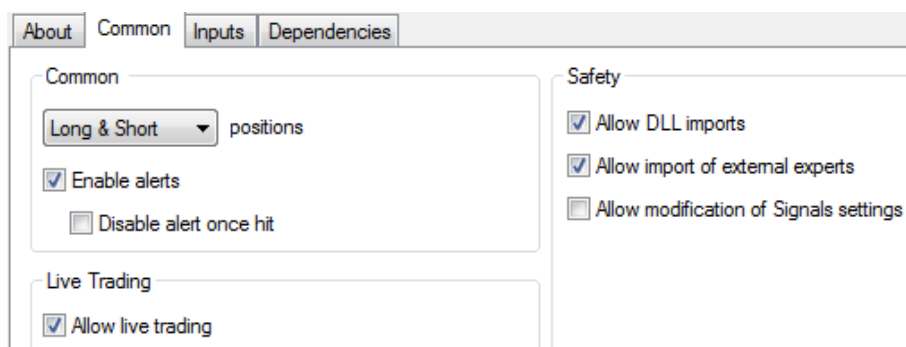 About Common Inputs Dependencies
Common
Long & Short positions
Enable alerts
Disable alert once hit
Live Trading
Allow live trading
Safety
Allow DLL imports
Allow import of external experts
Allow modification of Signals settings